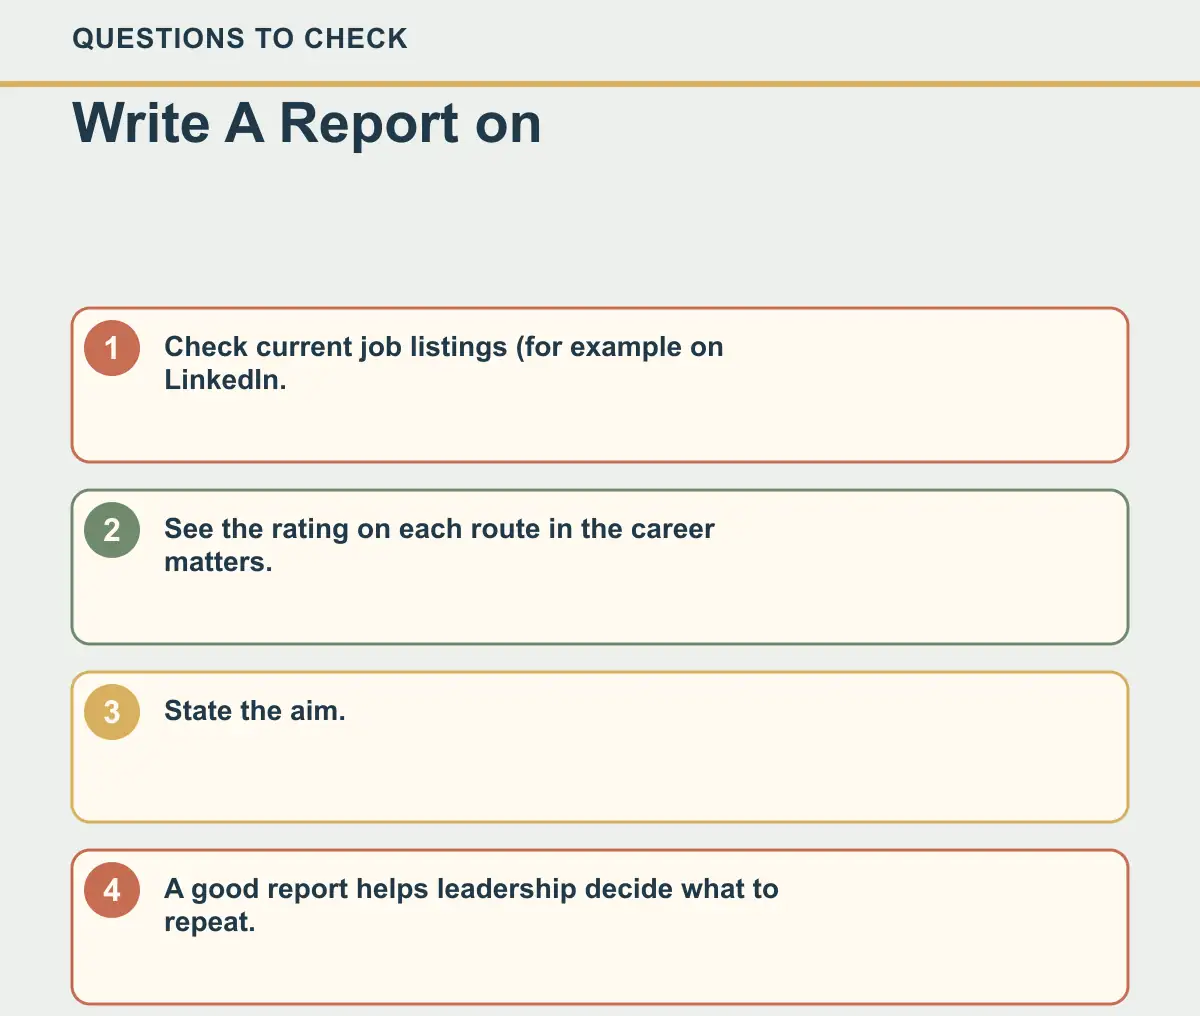 QUESTIONS TO CHECK
Write A Report on
1
Check current job listings (for example on
LinkedIn.
2
See the rating on each route in the career
matters.
3
State the aim.
4
A good report helps leadership decide what to
repeat.